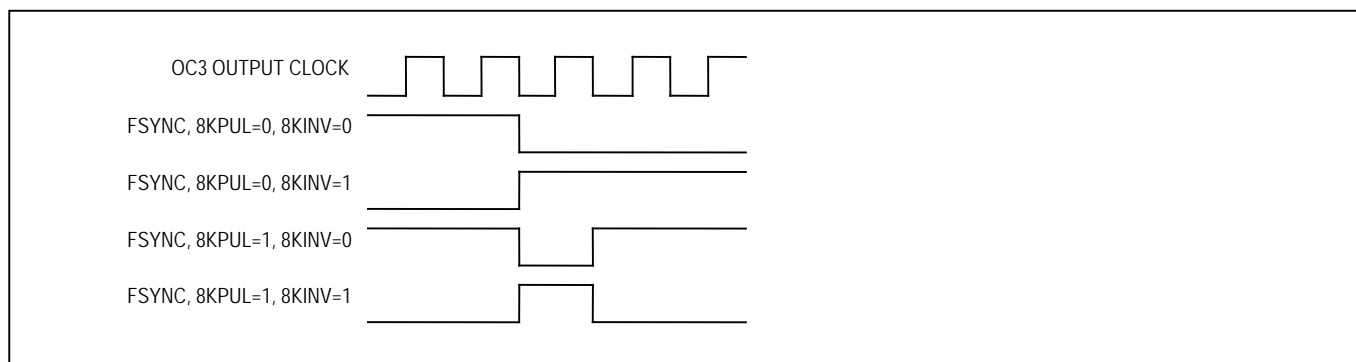 OC3 OUTPUT CLOCK
FSYNC, 8KPUL=0, 8KINV=0
FSYNC, 8KPUL=0, 8KINV=1
FSYNC, 8KPUL=1, 8KINV=0
FSYNC, 8KPUL=1, 8KINV=1